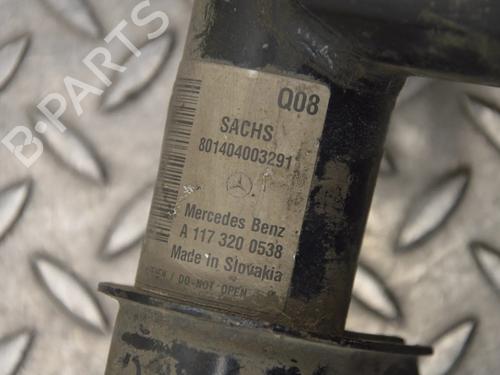 B-PARTS
Q08
SACHS
801404003291
Mercedes Benz
A 117 320 0538
Made in Slovakia
/ DO-NOT OPEN